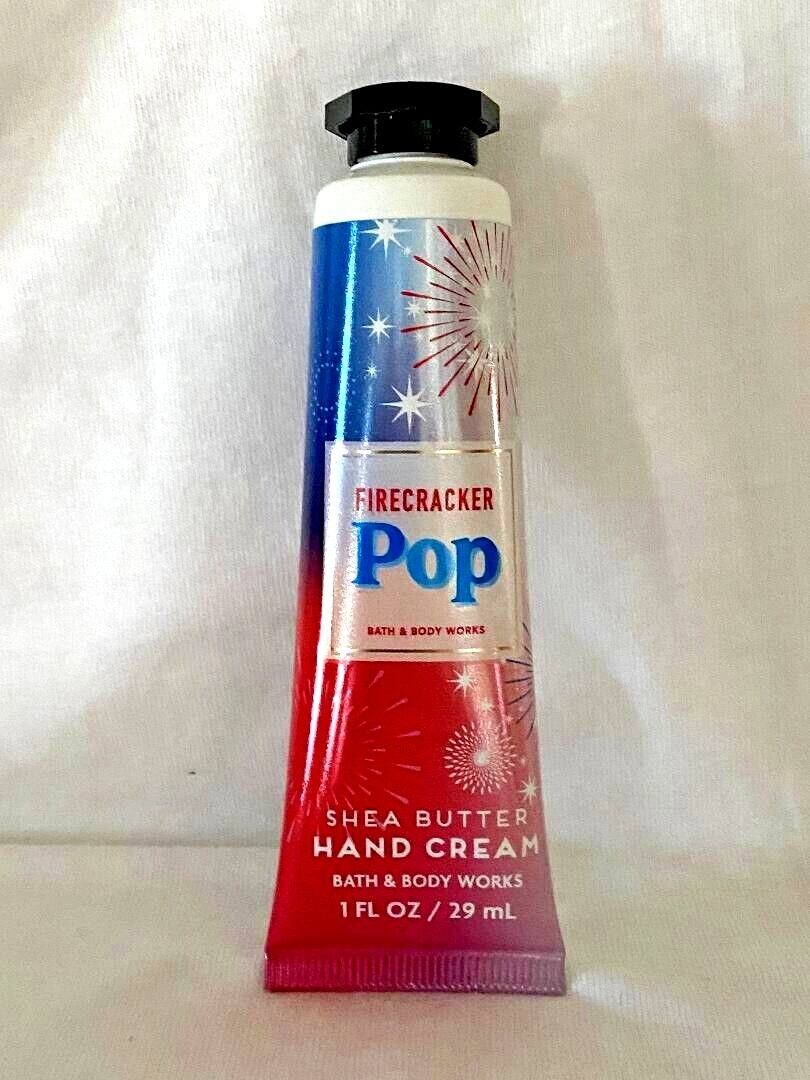 FIRECRACKER
Pop
BATH & BODY WORKS
SHEA BUTTER
HAND CREAM
BATH & BODY WORKS
1 FL OZ / 29 mL